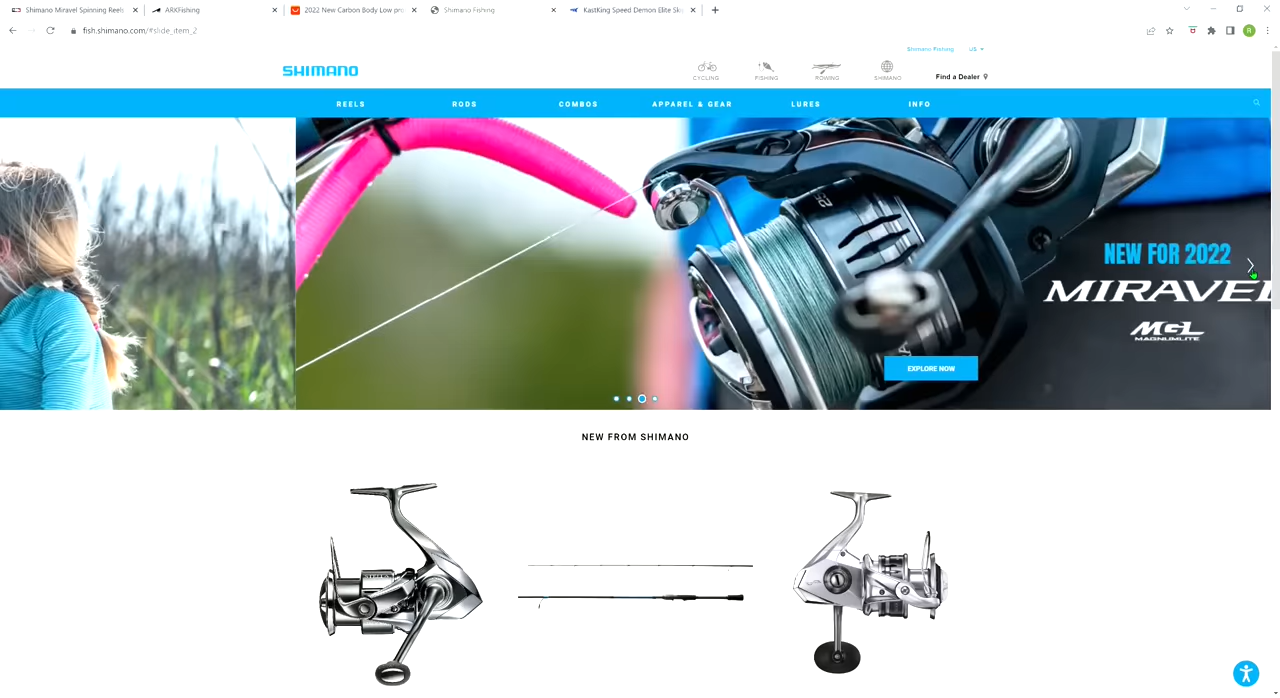 Shimano Miravel Spinning Reels
ARKFishing
2022 New Carbon Body Low pro
Shimano Fishing
KastKing Speed Demon Elite Ski
fish.shimano.com/#slide_item_2
R
Shimano Fishing
US
SHIMANO
CYCLING
FISHING
ROWING
SHIMANO
Find a Dealer
REELS
RODS
COMBOS
APPAREL & GEAR
LURES
INFO
NEW FOR 2022
MIRAVEL
MGL
MAGNUMLITE
EXPLORE NOW
NEW FROM SHIMANO